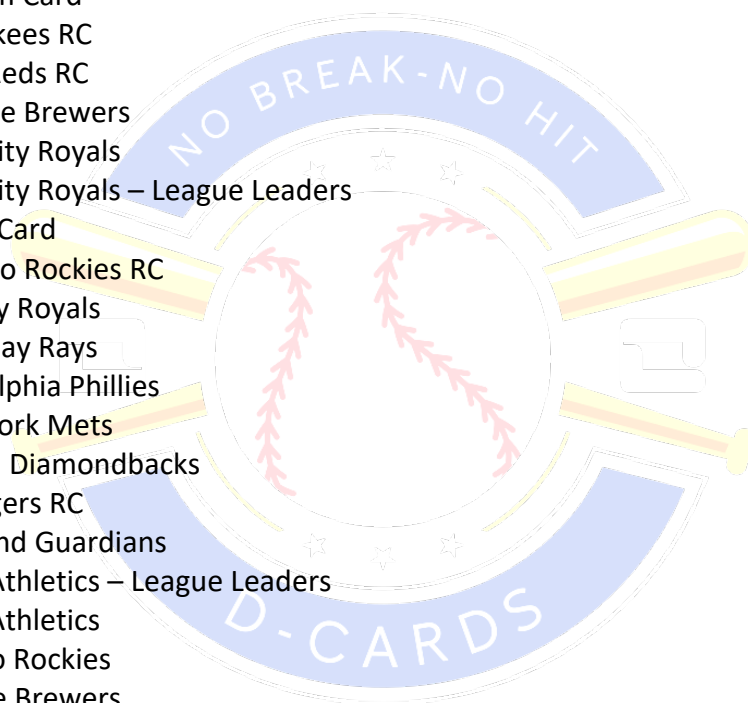 Card
kees RC
eds RC
e Brewers
ity Royals
ity Royals – League Leaders
Card
o Rockies RC
y Royals
ay Rays
lphia Phillies
ork Mets
Diamondbacks
gers RC
nd Guardians
Athletics – League Leaders
Athletics
o Rockies
e Brewers
NO BREAK-NO HIT
D-CARDS